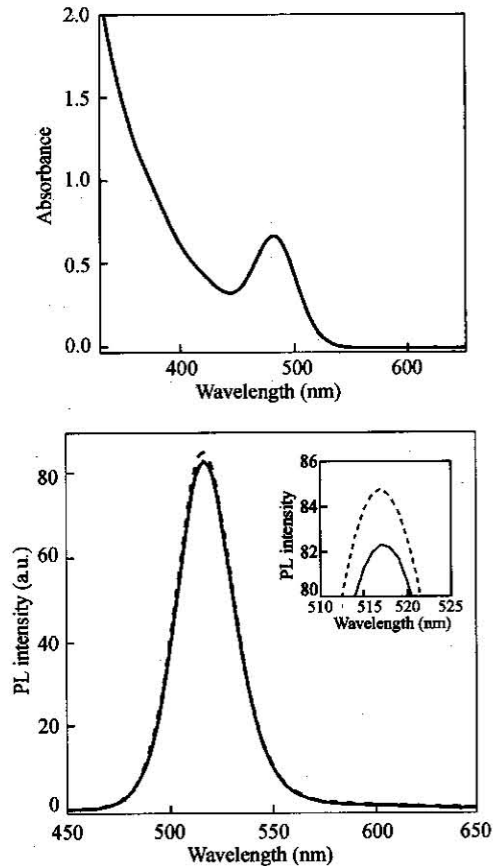 2.0
1.5
1.0
0.5
0.0
Absorbance
400 500 600
Wavelength (nm)
80
60
40
20
0
PL intensity (a.u.)
450 500 550 600 650
Wavelength (nm)
86
84
82
80
PL intensity
510 515 520 525
Wavelength (nm)